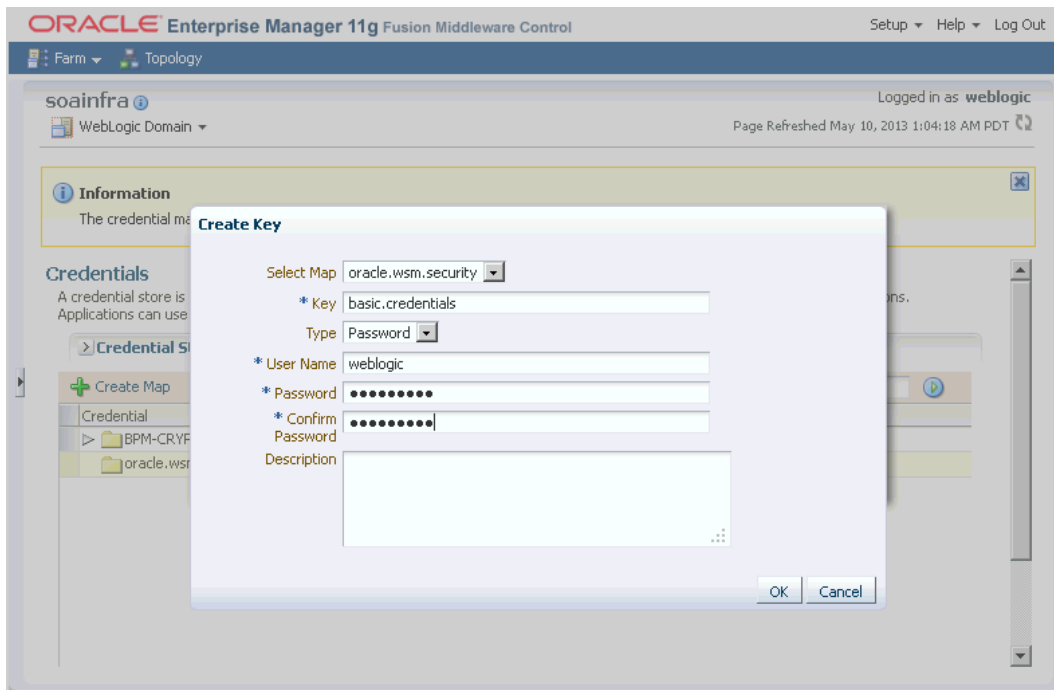 ORACLE Enterprise Manager 11g Fusion Middleware Control
Setup Help Log Out
Farm Topology
soainfra
Logged in as weblogic
WebLogic Domain
Page Refreshed May 10, 2013 1:04:18 AM PDT
Information
The credential ma
Create Key
Select Map oracle.wsm.security
* Key basic.credentials
Type Password
* User Name weblogic
* Password •••••••••
* Confirm Password •••••••••
Description
OK Cancel
Credentials
A credential store is
ns.
Applications can use
Credential St
Create Map
Credential
BPM-CRYP
oracle.wsm